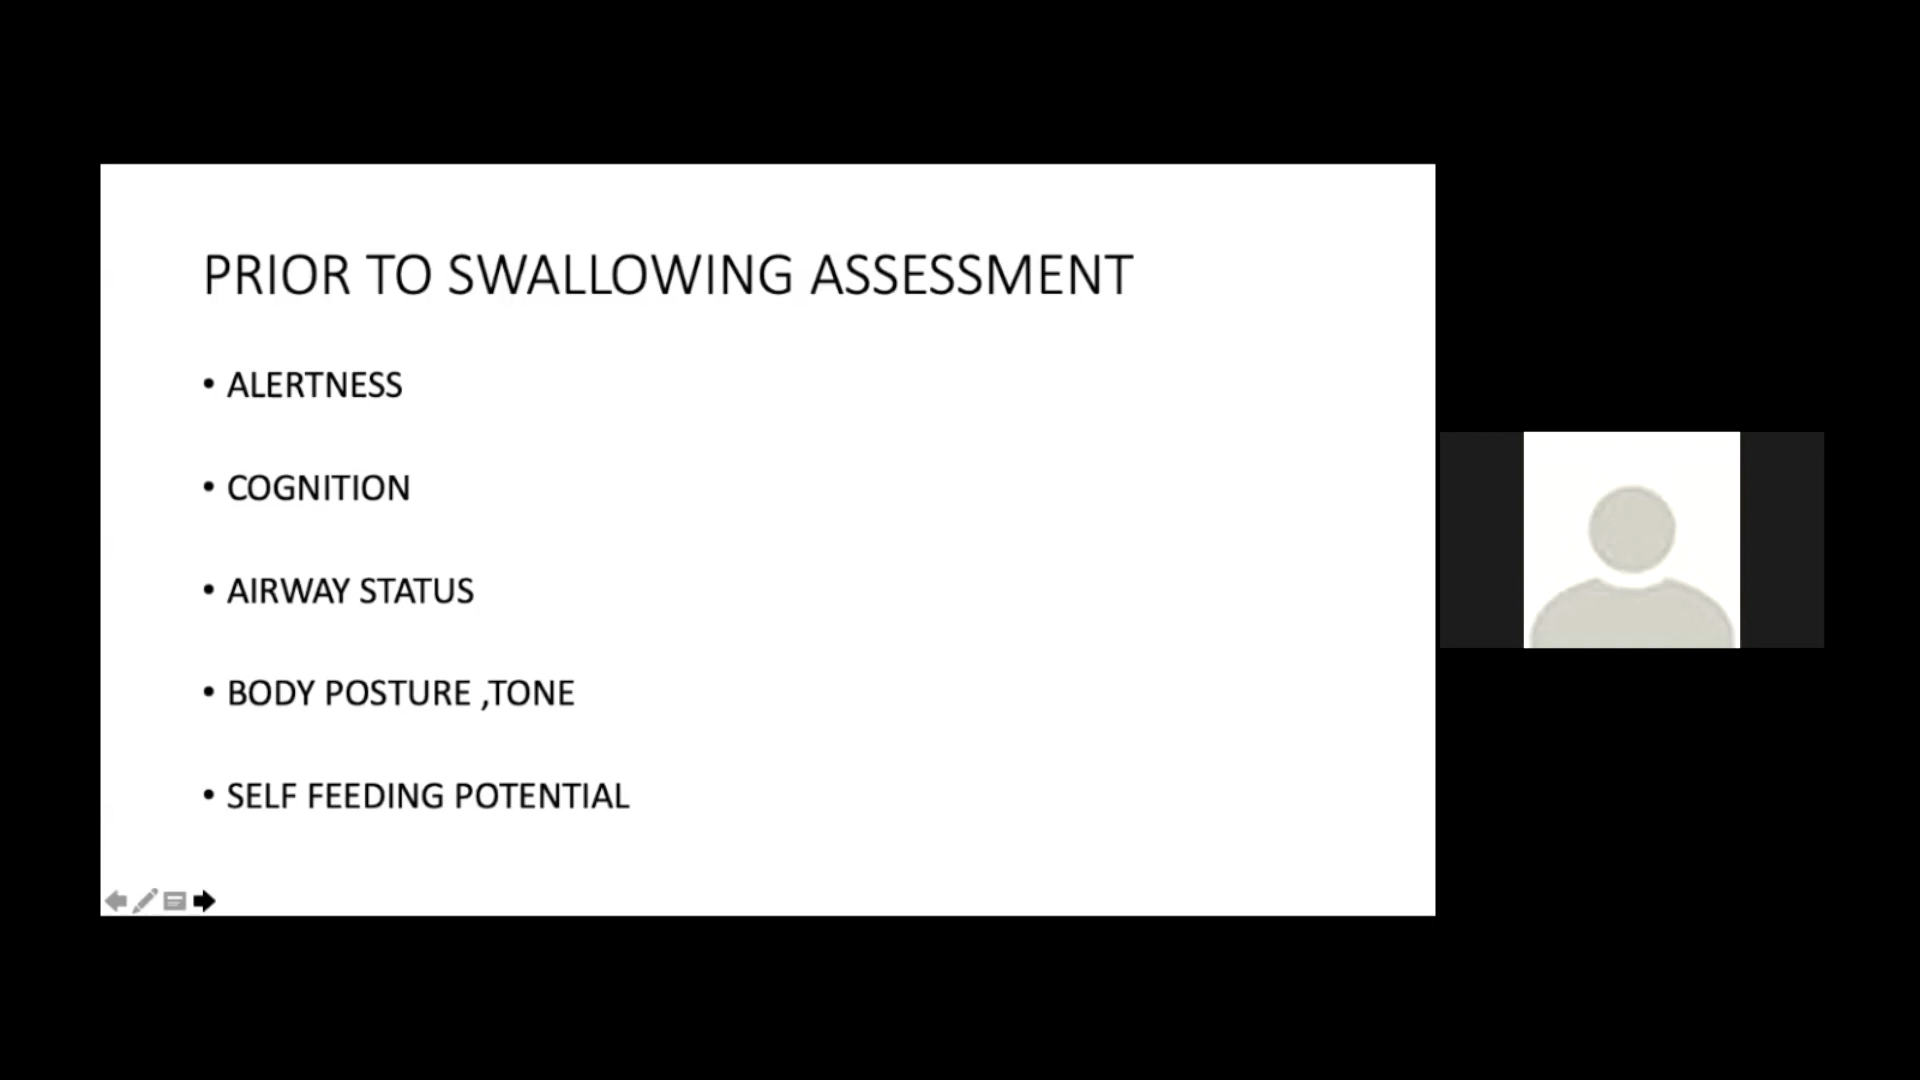 PRIOR TO SWALLOWING ASSESSMENT
• ALERTNESS
• COGNITION
• AIRWAY STATUS
• BODY POSTURE ,TONE
• SELF FEEDING POTENTIAL